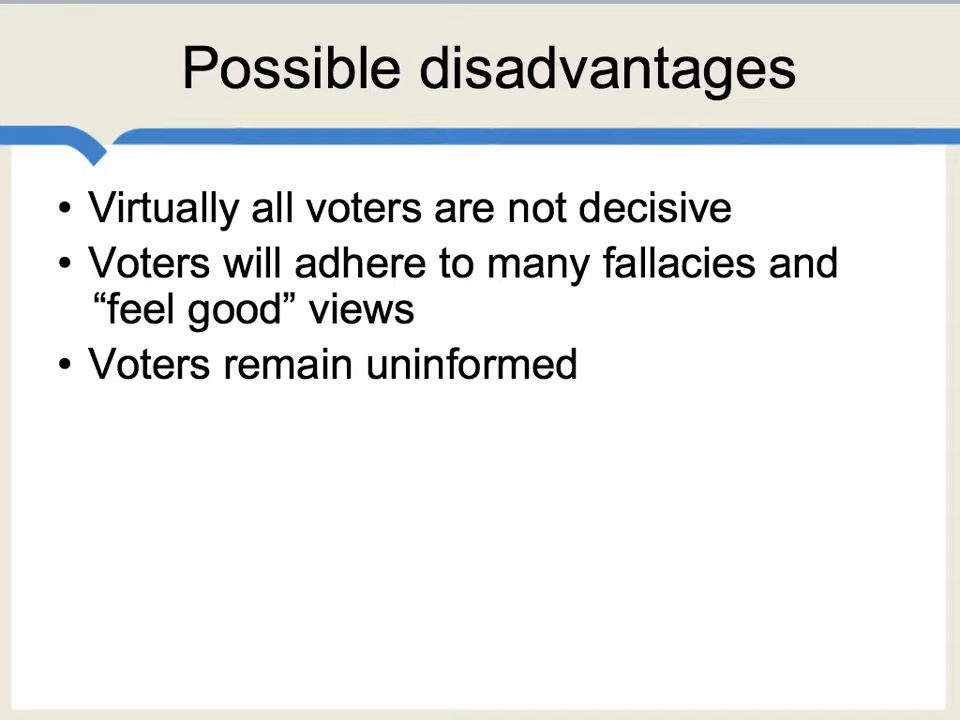 Possible disadvantages
• Virtually all voters are not decisive
• Voters will adhere to many fallacies and
“feel good” views
• Voters remain uninformed